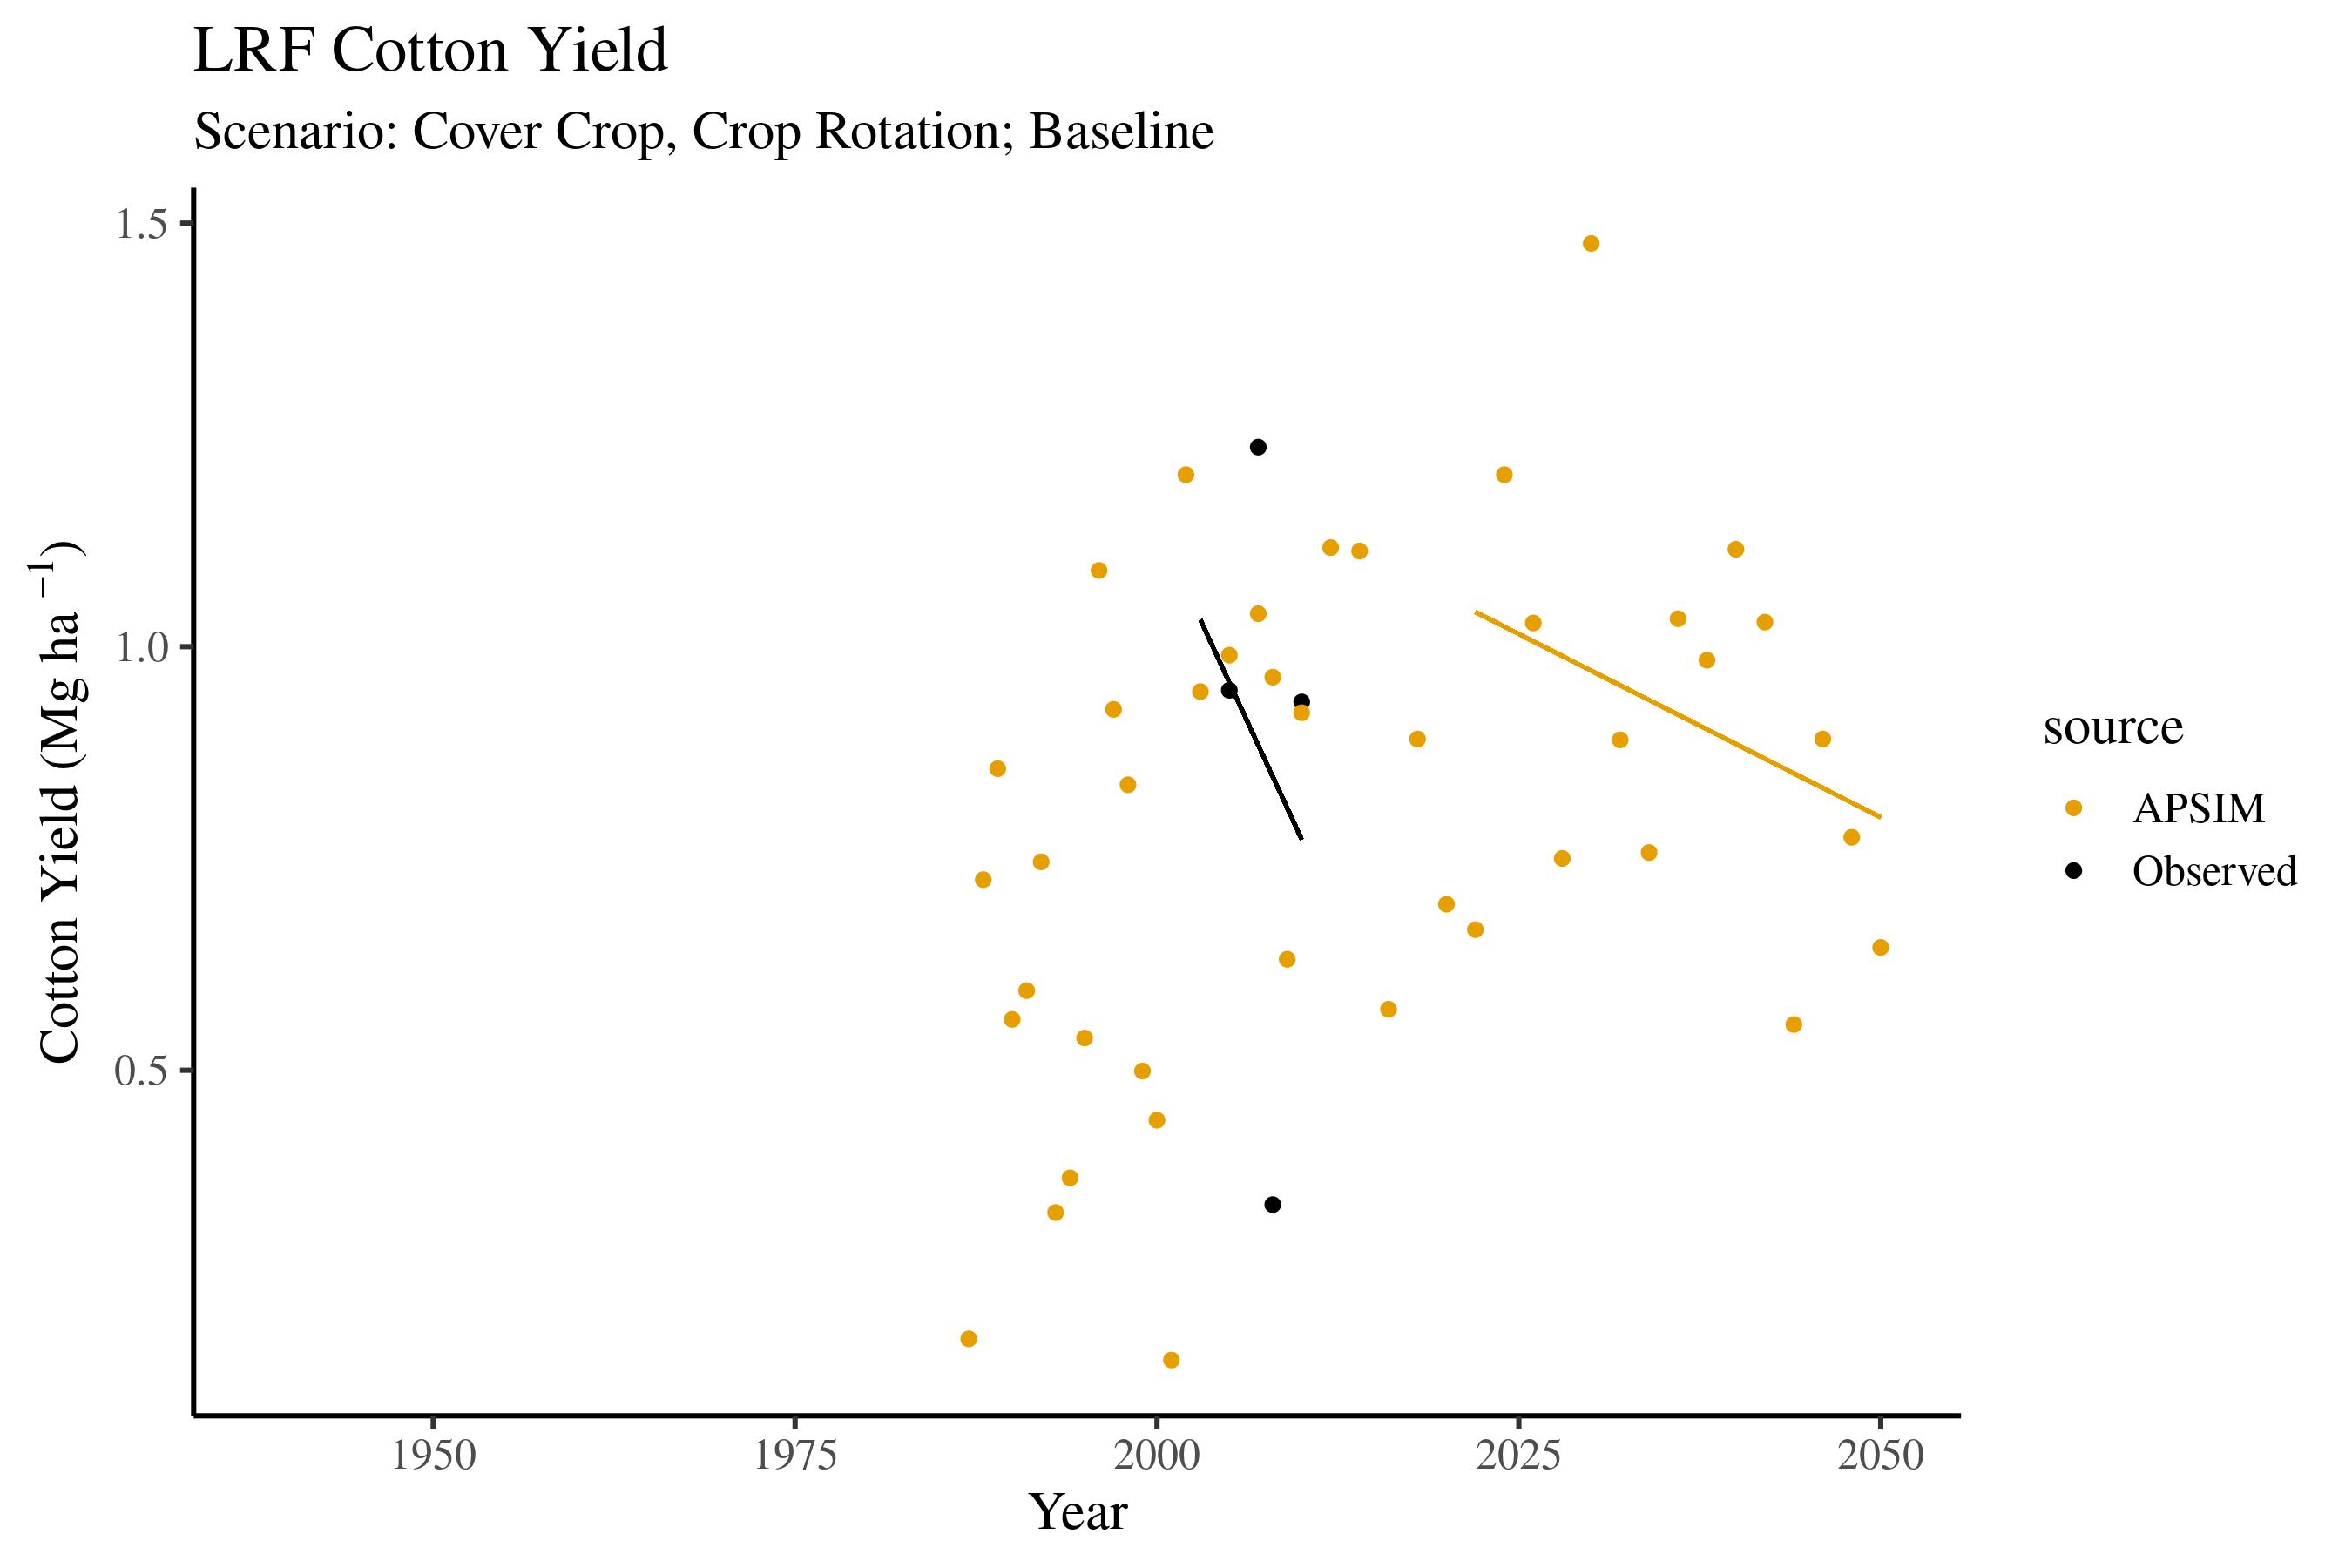 LRF Cotton Yield
Scenario: Cover Crop, Crop Rotation; Baseline
Cotton Yield (Mg ha ⁻¹)
1.5
1.0
0.5
1950 1975 2000 2025 2050
Year
source
APSIM
Observed